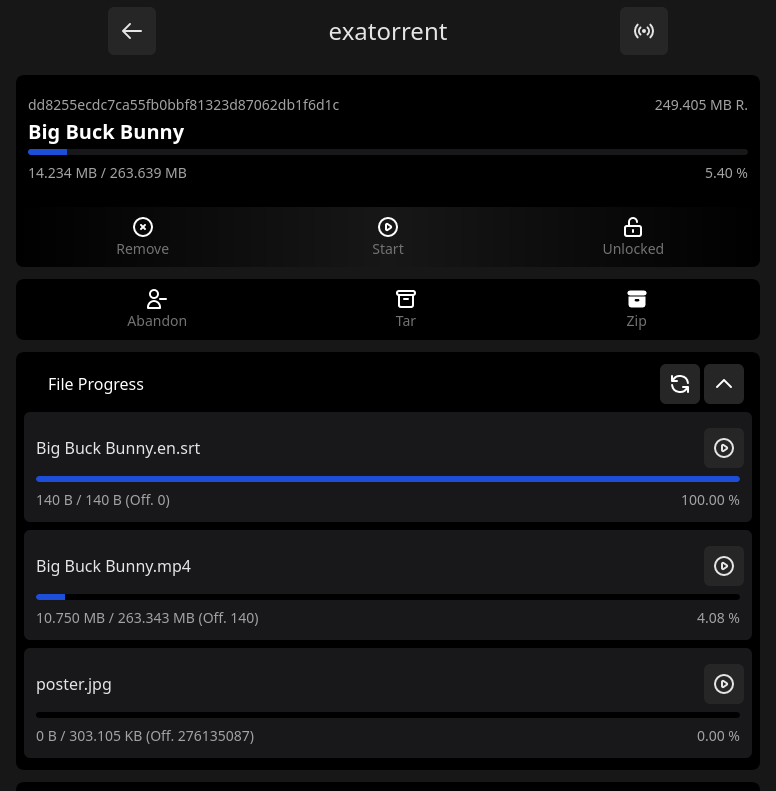 exatorrent
dd8255ecdc7ca55fb0bbf81323d87062db1f6d1c 249.405 MB R.
Big Buck Bunny
14.234 MB / 263.639 MB 5.40 %
Remove Start Unlocked
Abandon Tar Zip
File Progress
Big Buck Bunny.en.srt
140 B / 140 B (Off. 0) 100.00 %
Big Buck Bunny.mp4
10.750 MB / 263.343 MB (Off. 140) 4.08 %
poster.jpg
0 B / 303.105 KB (Off. 276135087) 0.00 %